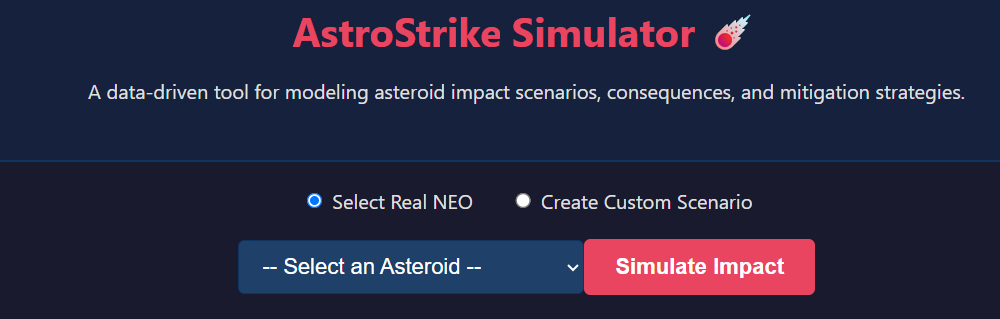 AstroStrike Simulator
A data-driven tool for modeling asteroid impact scenarios, consequences, and mitigation strategies.
Select Real NEO Create Custom Scenario
-- Select an Asteroid -- Simulate Impact